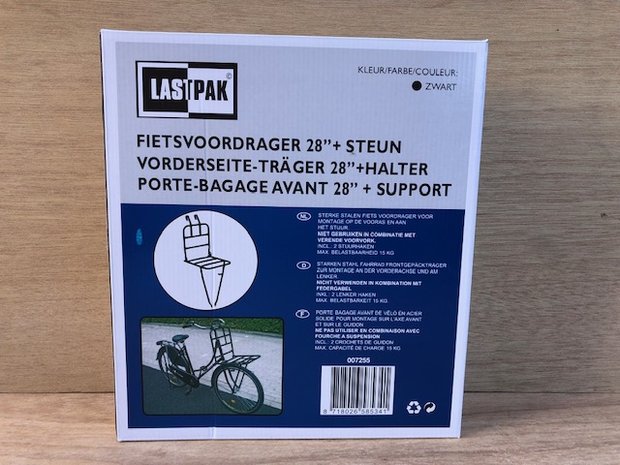 LASTPAK ©
KLEUR/FARBE/COULEUR:
ZWART
FIETSVOORDRAGER 28”+ STEUN
VORDERSEITE-TRÄGER 28”+HALTER
PORTE-BAGAGE AVANT 28” + SUPPORT
NL STERKE STALEN FIETS VOORDRAGER VOOR
MONTAGE OP DE VOORAS EN AAN
HET STUUR.
NIET GEBRUIKEN IN COMBINATIE MET
VERENDE VOORVORK.
INCL.: 2 STUURHAKEN
MAX. BELASTBAARHEID 15 KG
D STARKEN STAHL FAHRRAD FRONTGEPÄCKTRÄGER
ZUR MONTAGE AN DER VORDERACHSE UND AM
LENKER.
NICHT VERWENDEN IN KOMBINATION MIT
FEDERGABEL
INKL.: 2 LENKER HAKEN
MAX. BELASTBARKEIT 15 KG
F PORTE BAGAGE AVANT DE VÉLO EN ACIER
SOLIDE POUR MONTAGE SUR L'AXE AVANT
ET SUR LE GUIDON
NE PAS UTILISER EN COMBINAISON AVEC
FOURCHE A SUSPENSION
INCL.: 2 CROCHETS DE GUIDON
MAX. CAPACITÉ DE CHARGE 15 KG
007255
8 718026 585341